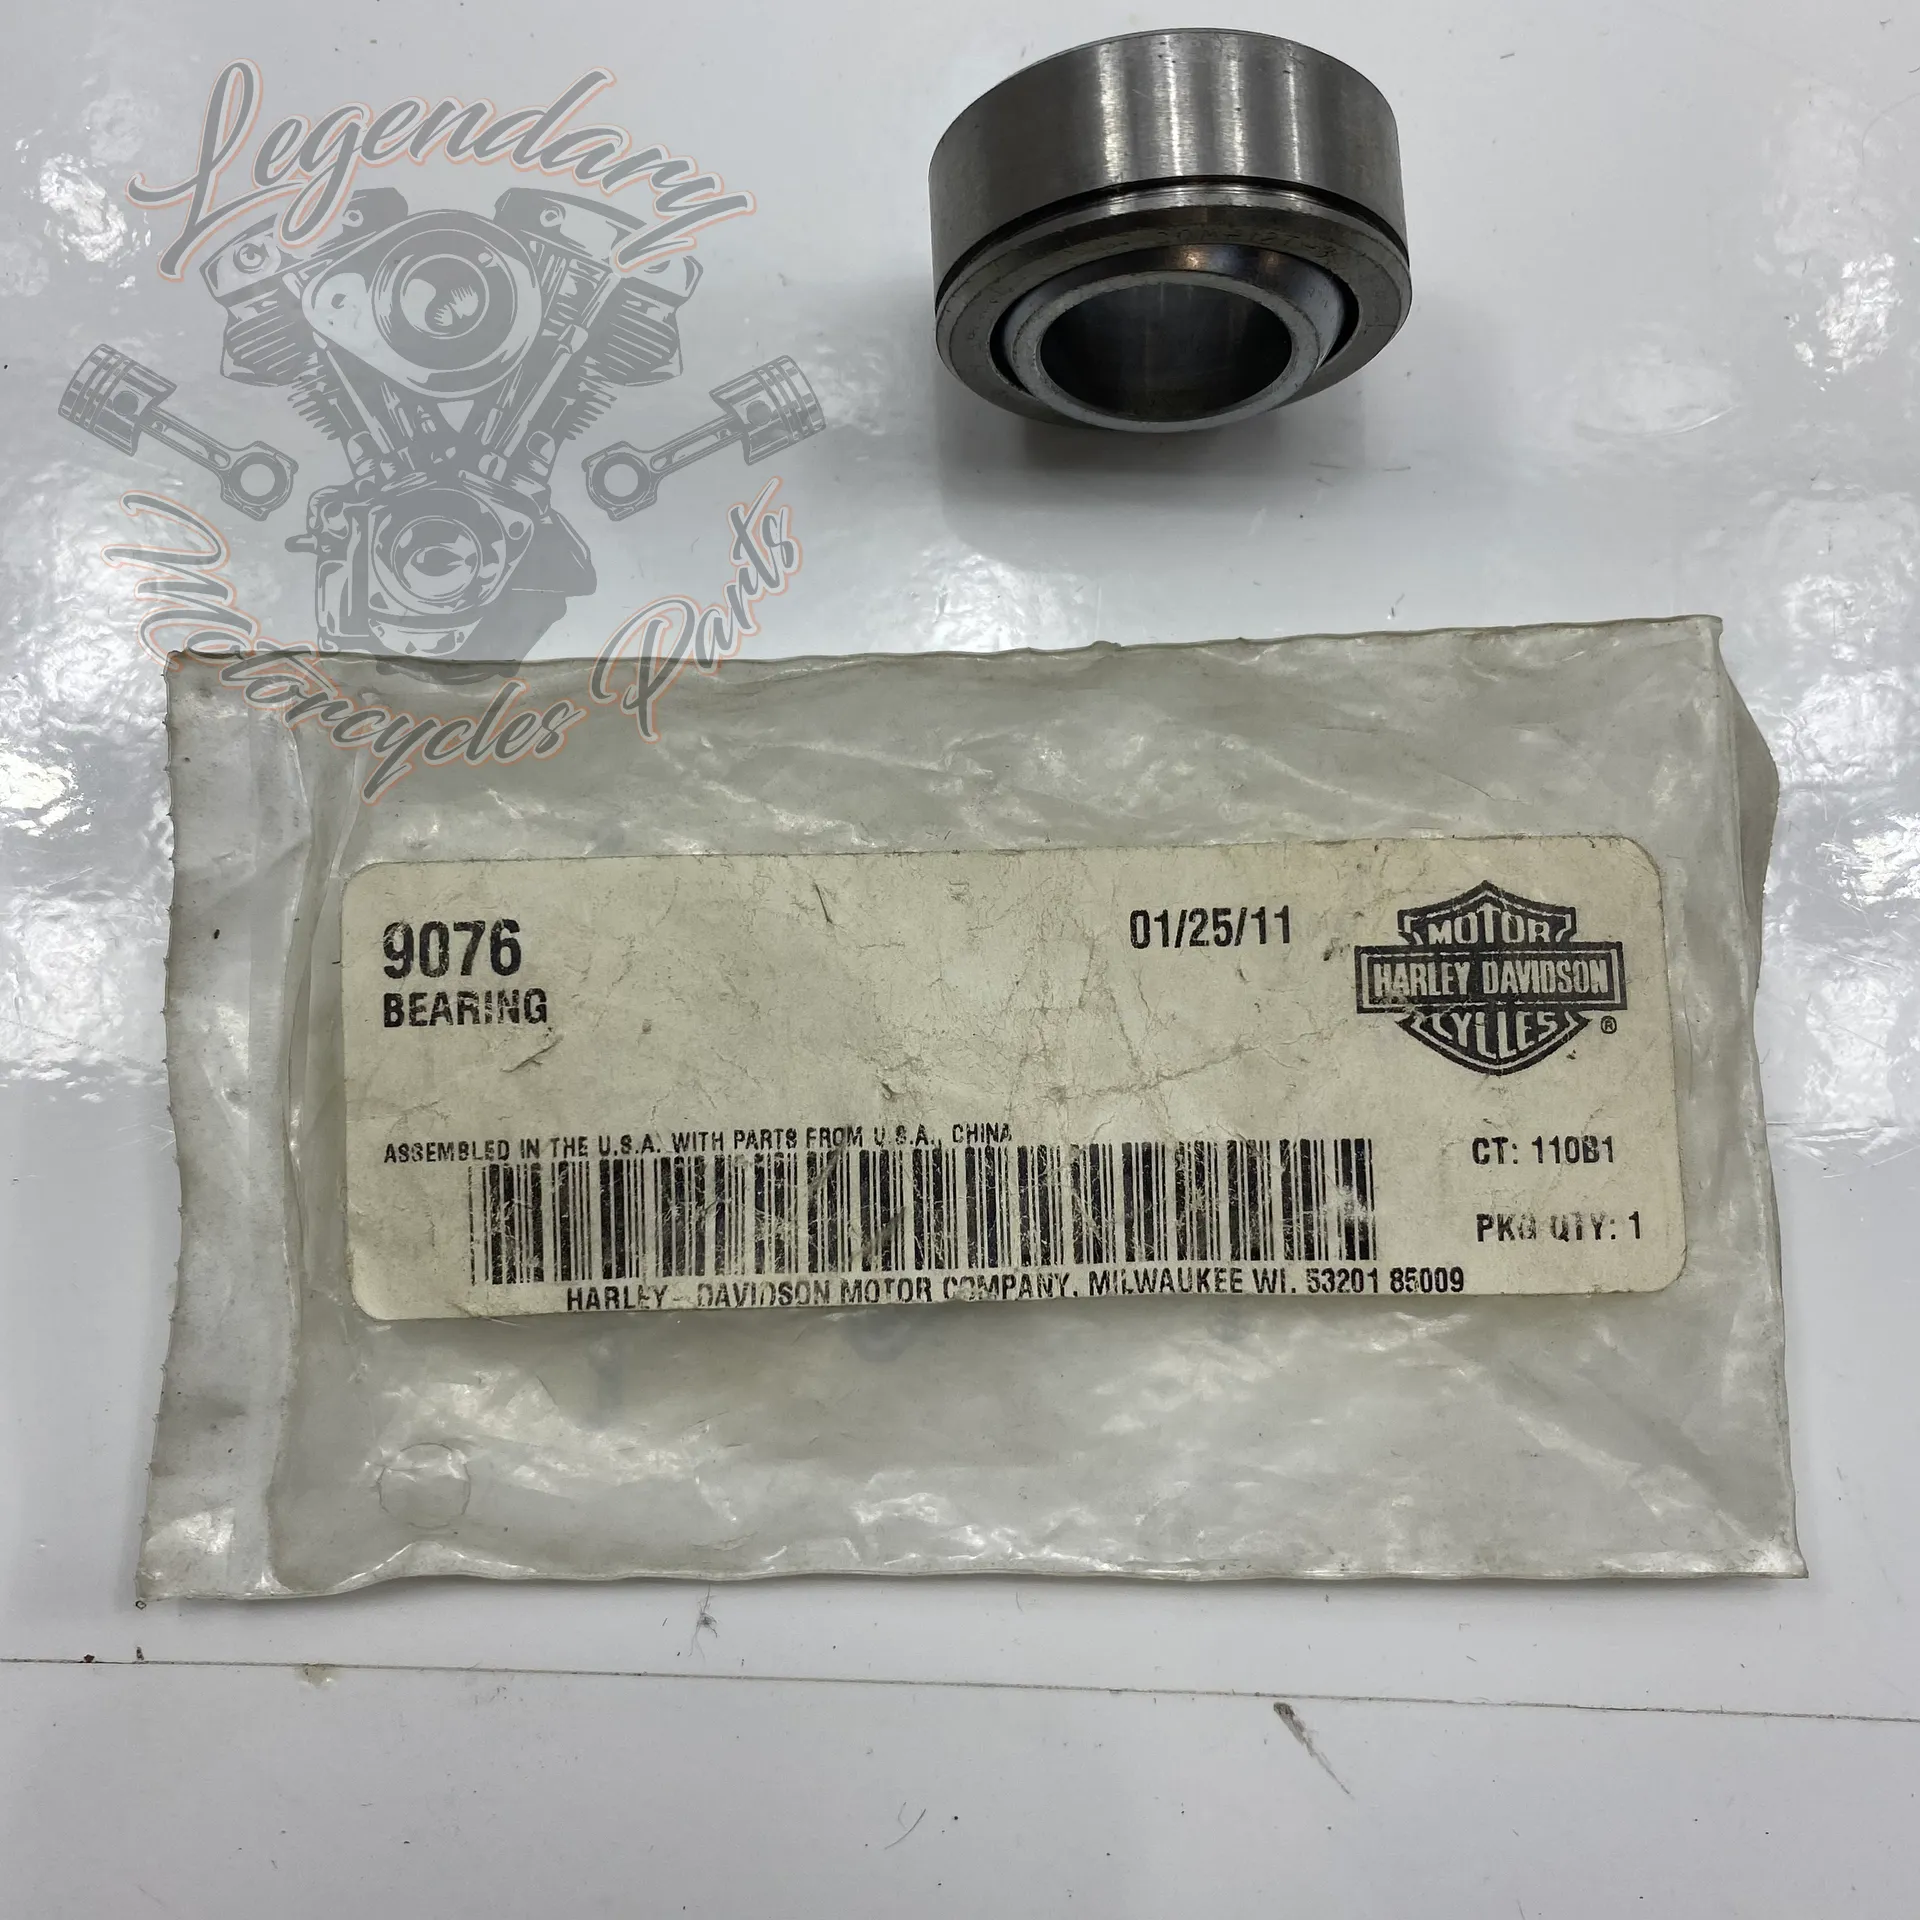 Legendary
Motorcycles Parts
9076
BEARING
01/25/11
MOTOR
HARLEY DAVIDSON
CYCLES
®
ASSEMBLED IN THE U.S.A. WITH PARTS FROM U.S.A., CHINA
CT: 110B1
PKG QTY: 1
HARLEY-DAVIDSON MOTOR COMPANY, MILWAUKEE WI. 53201 85009